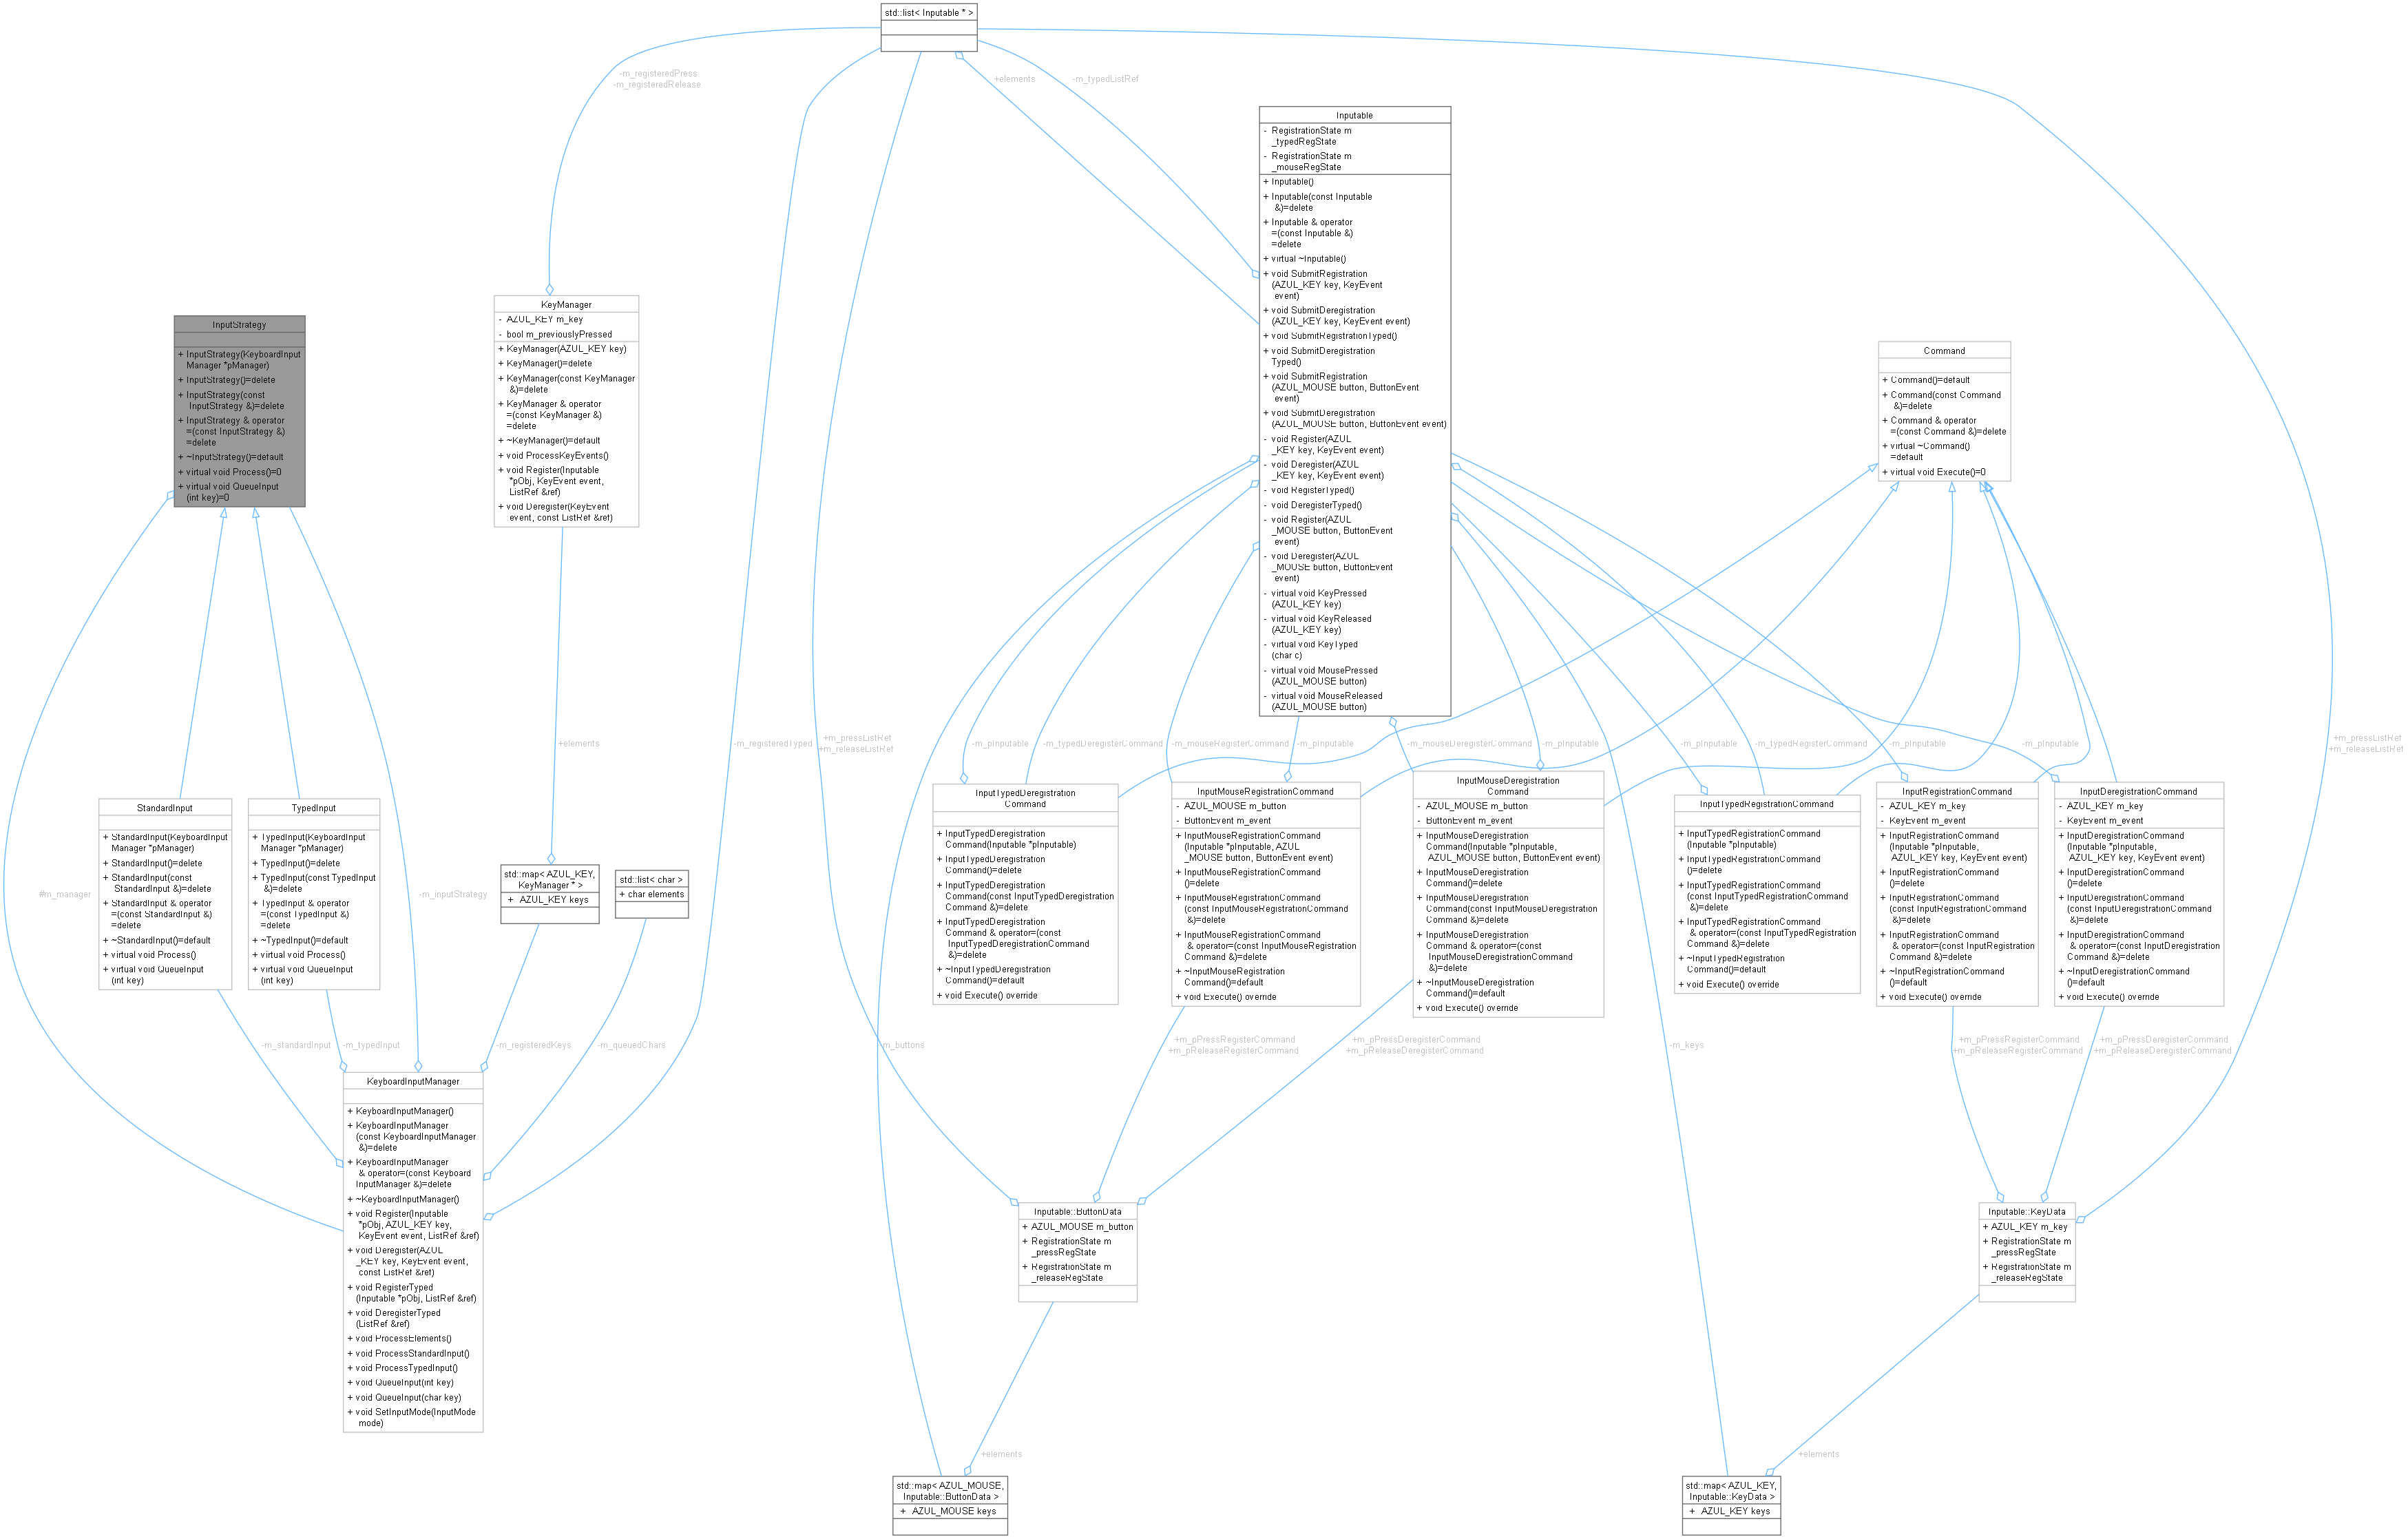 std::list< Inputable * >
-m_registeredPress
-m_registeredRelease
+elements
-m_typedListRef
Inputable
- RegistrationState m
_typedRegState
- RegistrationState m
_mouseRegState
+ Inputable()
+ Inputable(const Inputable
&)=delete
+ Inputable & operator
=(const Inputable &)
=delete
+ virtual ~Inputable()
+ void SubmitRegistration
(AZUL_KEY key, KeyEvent
event)
+ void SubmitDeregistration
(AZUL_KEY key, KeyEvent event)
+ void SubmitRegistrationTyped()
+ void SubmitDeregistration
Typed()
+ void SubmitRegistration
(AZUL_MOUSE button, ButtonEvent
event)
+ void SubmitDeregistration
(AZUL_MOUSE button, ButtonEvent event)
- void Register(AZUL
_KEY key, KeyEvent event)
- void Deregister(AZUL
_KEY key, KeyEvent event)
- void RegisterTyped()
- void DeregisterTyped()
- void Register(AZUL
_MOUSE button, ButtonEvent
event)
- void Deregister(AZUL
_MOUSE button, ButtonEvent
event)
- virtual void KeyPressed
(AZUL_KEY key)
- virtual void KeyReleased
(AZUL_KEY key)
- virtual void KeyTyped
(char c)
- virtual void MousePressed
(AZUL_MOUSE button)
- virtual void MouseReleased
(AZUL_MOUSE button)
KeyManager
- AZUL_KEY m_key
- bool m_previouslyPressed
+ KeyManager(AZUL_KEY key)
+ KeyManager()=delete
+ KeyManager(const KeyManager
&)=delete
+ KeyManager & operator
=(const KeyManager &)
=delete
+ ~KeyManager()=default
+ void ProcessKeyEvents()
+ void Register(Inputable
*pObj, KeyEvent event,
ListRef &ref)
+ void Deregister(KeyEvent
event, const ListRef &ref)
InputStrategy
+ InputStrategy(KeyboardInput
Manager *pManager)
+ InputStrategy()=delete
+ InputStrategy(const
InputStrategy &)=delete
+ InputStrategy & operator
=(const InputStrategy &)
=delete
+ ~InputStrategy()=default
+ virtual void Process()=0
+ virtual void QueueInput
(int key)=0
Command
+ Command()=default
+ Command(const Command
&)=delete
+ Command & operator
=(const Command &)=delete
+ virtual ~Command()
=default
+ virtual void Execute()=0
+elements
-m_registeredTyped
+m_pressListRef
+m_releaseListRef
-m_pInputable
-m_typedDeregisterCommand
-m_mouseRegisterCommand
-m_pInputable
-m_mouseDeregisterCommand
-m_pInputable
-m_pInputable
-m_typedRegisterCommand
-m_pInputable
-m_pInputable
+m_pressListRef
+m_releaseListRef
StandardInput
+ StandardInput(KeyboardInput
Manager *pManager)
+ StandardInput()=delete
+ StandardInput(const
StandardInput &)=delete
+ StandardInput & operator
=(const StandardInput &)
=delete
+ ~StandardInput()=default
+ virtual void Process()
+ virtual void QueueInput
(int key)
TypedInput
+ TypedInput(KeyboardInput
Manager *pManager)
+ TypedInput()=delete
+ TypedInput(const TypedInput
&)=delete
+ TypedInput & operator
=(const TypedInput &)
=delete
+ ~TypedInput()=default
+ virtual void Process()
+ virtual void QueueInput
(int key)
#m_manager
-m_inputStrategy
std::map< AZUL_KEY,
KeyManager * >
+ AZUL_KEY keys
std::list< char >
+ char elements
InputTypedDeregistration
Command
+ InputTypedDeregistration
Command(Inputable *pInputable)
+ InputTypedDeregistration
Command()=delete
+ InputTypedDeregistration
Command(const InputTypedDeregistration
Command &)=delete
+ InputTypedDeregistration
Command & operator=(const
InputTypedDeregistrationCommand
&)=delete
+ ~InputTypedDeregistration
Command()=default
+ void Execute() override
InputMouseRegistrationCommand
- AZUL_MOUSE m_button
- ButtonEvent m_event
+ InputMouseRegistrationCommand
(Inputable *pInputable, AZUL
_MOUSE button, ButtonEvent event)
+ InputMouseRegistrationCommand
()=delete
+ InputMouseRegistrationCommand
(const InputMouseRegistrationCommand
&)=delete
+ InputMouseRegistrationCommand
& operator=(const InputMouseRegistration
Command &)=delete
+ ~InputMouseRegistration
Command()=default
+ void Execute() override
InputMouseDeregistration
Command
- AZUL_MOUSE m_button
- ButtonEvent m_event
+ InputMouseDeregistration
Command(Inputable *pInputable,
AZUL_MOUSE button, ButtonEvent event)
+ InputMouseDeregistration
Command()=delete
+ InputMouseDeregistration
Command(const InputMouseDeregistration
Command &)=delete
+ InputMouseDeregistration
Command & operator=(const
InputMouseDeregistrationCommand
&)=delete
+ ~InputMouseDeregistration
Command()=default
+ void Execute() override
InputTypedRegistrationCommand
+ InputTypedRegistrationCommand
(Inputable *pInputable)
+ InputTypedRegistrationCommand
()=delete
+ InputTypedRegistrationCommand
(const InputTypedRegistrationCommand
&)=delete
+ InputTypedRegistrationCommand
& operator=(const InputTypedRegistration
Command &)=delete
+ ~InputTypedRegistration
Command()=default
+ void Execute() override
InputRegistrationCommand
- AZUL_KEY m_key
- KeyEvent m_event
+ InputRegistrationCommand
(Inputable *pInputable,
AZUL_KEY key, KeyEvent event)
+ InputRegistrationCommand
()=delete
+ InputRegistrationCommand
(const InputRegistrationCommand
&)=delete
+ InputRegistrationCommand
& operator=(const InputRegistration
Command &)=delete
+ ~InputRegistrationCommand
()=default
+ void Execute() override
InputDeregistrationCommand
- AZUL_KEY m_key
- KeyEvent m_event
+ InputDeregistrationCommand
(Inputable *pInputable,
AZUL_KEY key, KeyEvent event)
+ InputDeregistrationCommand
()=delete
+ InputDeregistrationCommand
(const InputDeregistrationCommand
&)=delete
+ InputDeregistrationCommand
& operator=(const InputDeregistration
Command &)=delete
+ ~InputDeregistrationCommand
()=default
+ void Execute() override
-m_standardInput
-m_typedInput
-m_registeredKeys
-m_queuedChars
-m_buttons
+m_pPressRegisterCommand
+m_pReleaseRegisterCommand
+m_pPressDeregisterCommand
+m_pReleaseDeregisterCommand
-m_keys
+m_pPressRegisterCommand
+m_pReleaseRegisterCommand
+m_pPressDeregisterCommand
+m_pReleaseDeregisterCommand
KeyboardInputManager
+ KeyboardInputManager()
+ KeyboardInputManager
(const KeyboardInputManager
&)=delete
+ KeyboardInputManager
& operator=(const Keyboard
InputManager &)=delete
+ ~KeyboardInputManager()
+ void Register(Inputable
*pObj, AZUL_KEY key,
KeyEvent event, ListRef &ref)
+ void Deregister(AZUL
_KEY key, KeyEvent event,
const ListRef &ref)
+ void RegisterTyped
(Inputable *pObj, ListRef &ref)
+ void DeregisterTyped
(ListRef &ref)
+ void ProcessElements()
+ void ProcessStandardInput()
+ void ProcessTypedInput()
+ void QueueInput(int key)
+ void QueueInput(char key)
+ void SetInputMode(InputMode
mode)
Inputable::ButtonData
+ AZUL_MOUSE m_button
+ RegistrationState m
_pressRegState
+ RegistrationState m
_releaseRegState
Inputable::KeyData
+ AZUL_KEY m_key
+ RegistrationState m
_pressRegState
+ RegistrationState m
_releaseRegState
+elements
+elements
std::map< AZUL_MOUSE,
Inputable::ButtonData >
+ AZUL_MOUSE keys
std::map< AZUL_KEY,
Inputable::KeyData >
+ AZUL_KEY keys